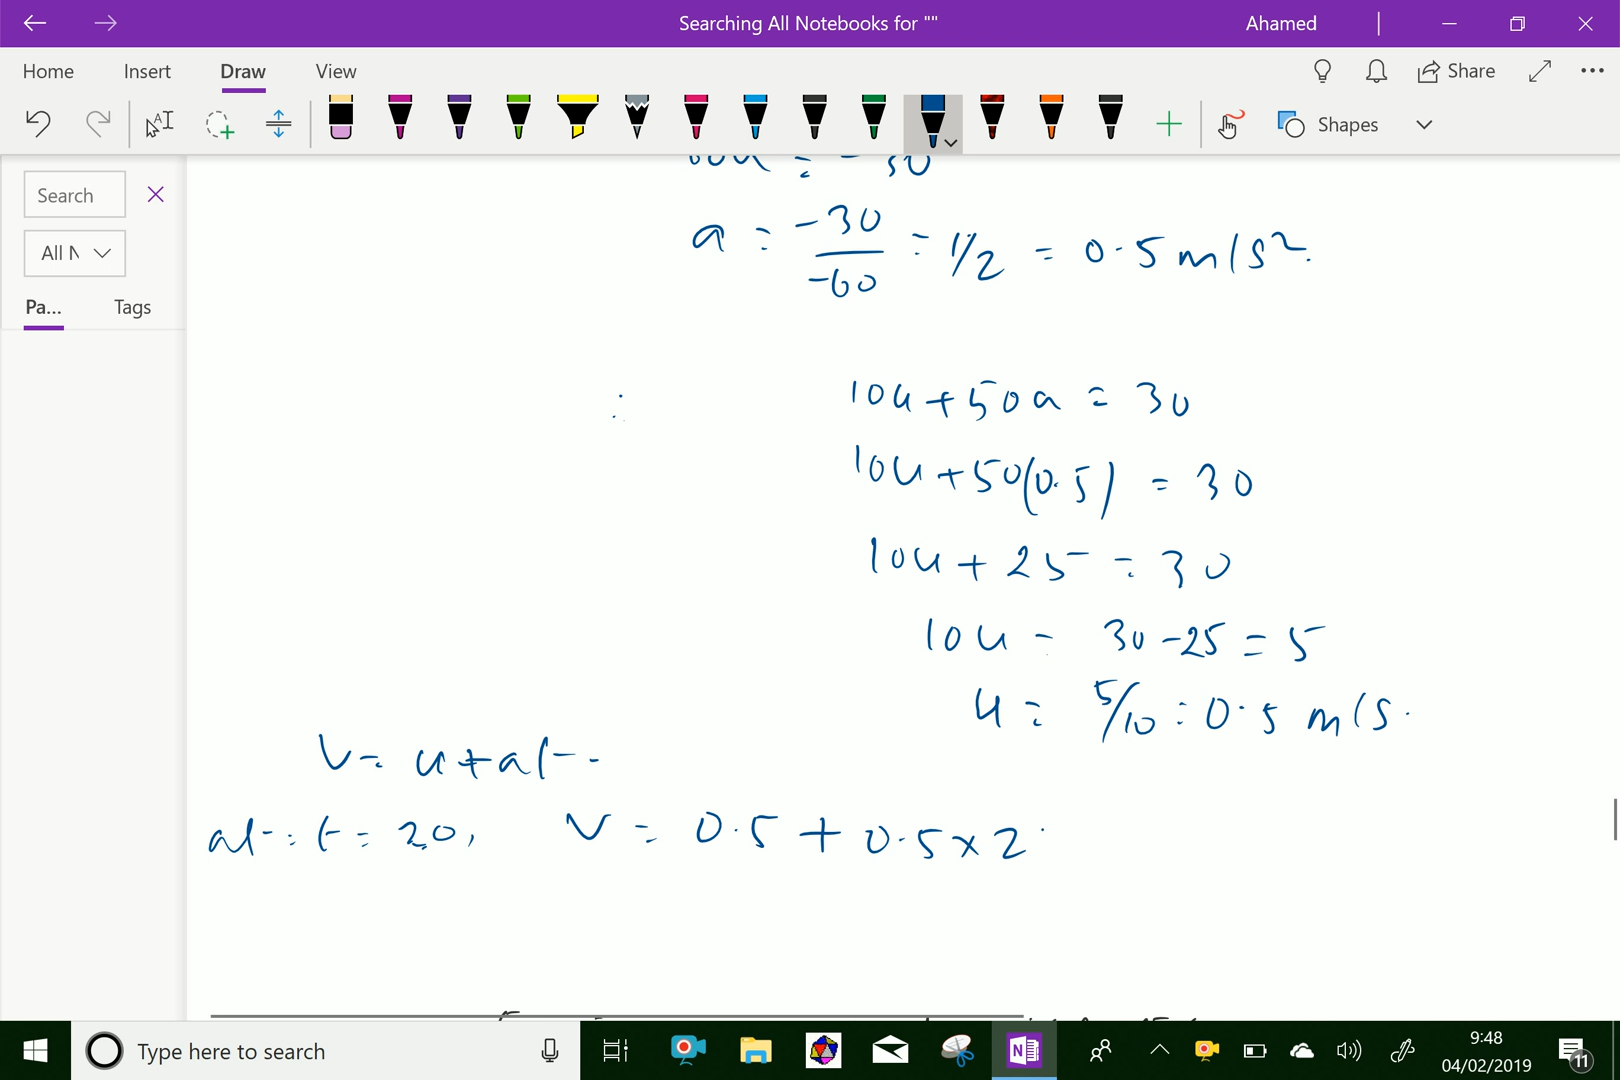 Searching All Notebooks for ""
Ahamed
Home Insert Draw View
Share
Shapes
Search
All N
Pa... Tags
a = -30/-60 = 1/2 = 0.5 m/s².
∴ 10u + 50a = 30
10u + 50(0.5) = 30
10u + 25 = 30
10u = 30 - 25 = 5
u = 5/10 = 0.5 m/s.
v = u + at.
at t = 20, v = 0.5 + 0.5 × 2
Type here to search
9:48
04/02/2019
11